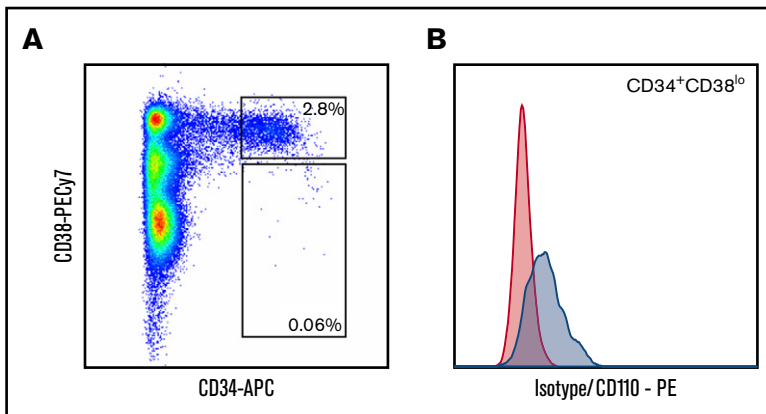 A
2.8%
0.06%
CD38-PECy7
CD34-APC
B
CD34⁺CD38ˡᵒ
Isotype/CD110 - PE